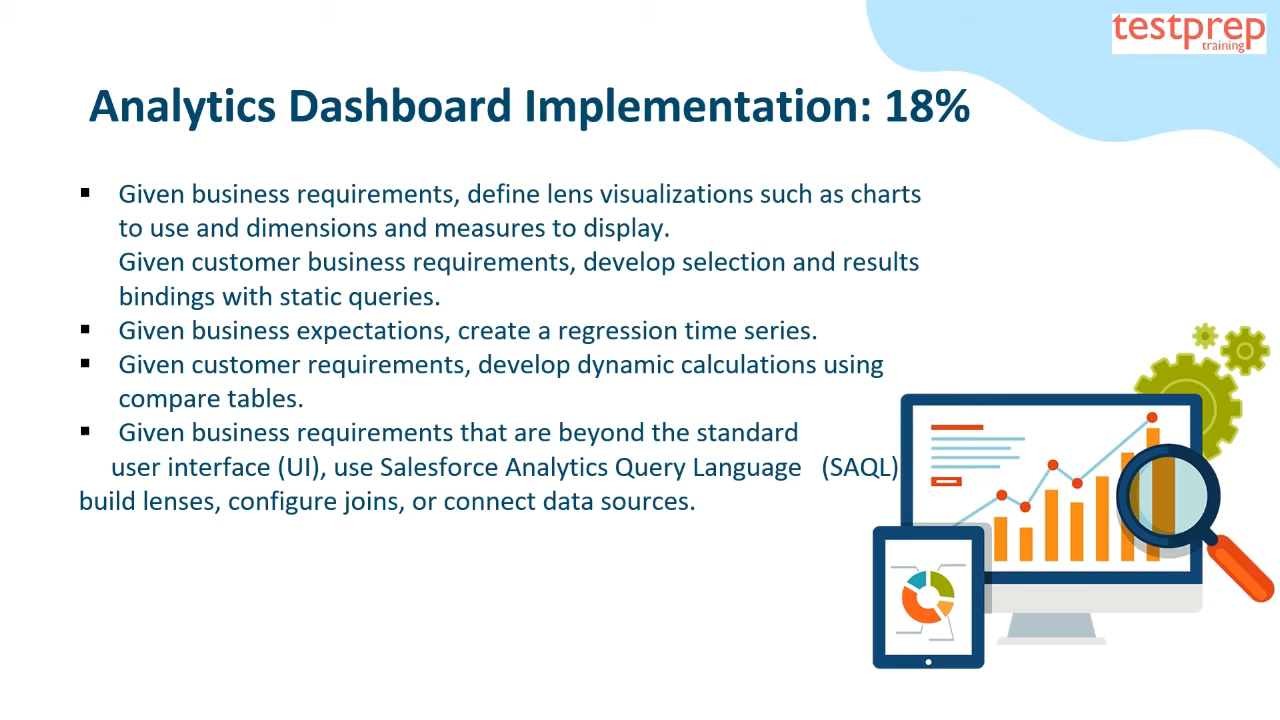 testprep
training
Analytics Dashboard Implementation: 18%
▪ Given business requirements, define lens visualizations such as charts
to use and dimensions and measures to display.
Given customer business requirements, develop selection and results
bindings with static queries.
▪ Given business expectations, create a regression time series.
▪ Given customer requirements, develop dynamic calculations using
compare tables.
▪ Given business requirements that are beyond the standard
user interface (UI), use Salesforce Analytics Query Language (SAQL)
build lenses, configure joins, or connect data sources.